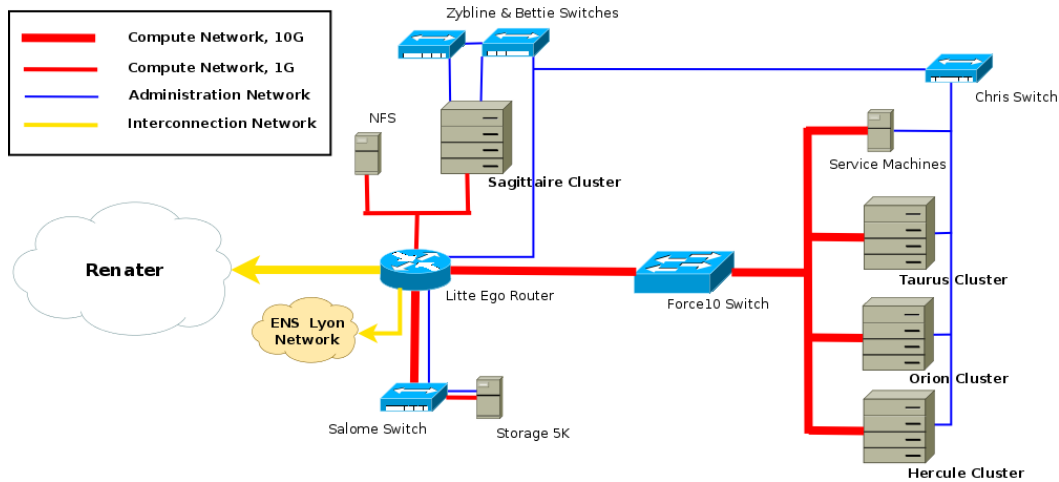 Zybline & Bettie Switches
Compute Network, 10G
Compute Network, 1G
Administration Network
Interconnection Network
Chris Switch
NFS
Service Machines
Sagittaire Cluster
Renater
Taurus Cluster
Litte Ego Router
Force10 Switch
ENS Lyon
Network
Orion Cluster
Salome Switch
Storage 5K
Hercule Cluster